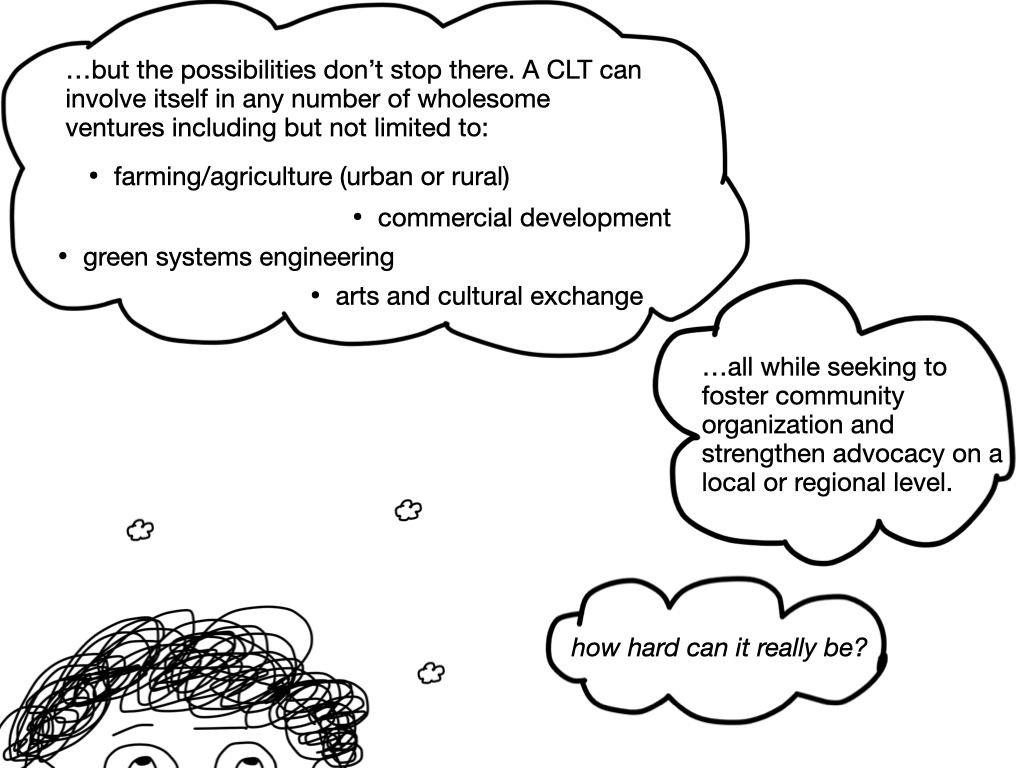 …but the possibilities don’t stop there. A CLT can
involve itself in any number of wholesome
ventures including but not limited to:
• farming/agriculture (urban or rural)
• commercial development
• green systems engineering
• arts and cultural exchange
…all while seeking to
foster community
organization and
strengthen advocacy on a
local or regional level.
how hard can it really be?